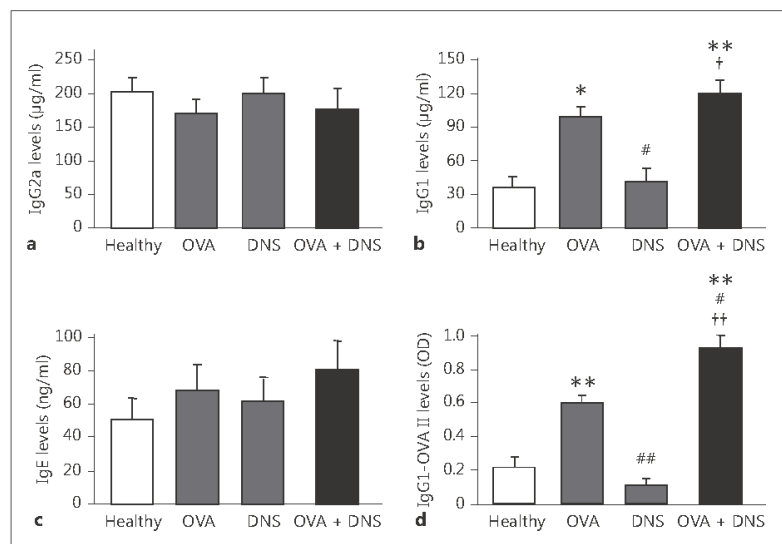 250
200
150
100
50
0
IgG2a levels (µg/ml)
Healthy OVA DNS OVA + DNS
a
150
120
90
60
30
0
IgG1 levels (µg/ml)
*
#
**
†
Healthy OVA DNS OVA + DNS
b
100
80
60
40
20
0
IgE levels (ng/ml)
Healthy OVA DNS OVA + DNS
c
1.0
0.8
0.6
0.4
0.2
0
IgG1-OVA II levels (OD)
**
##
**
#
††
Healthy OVA DNS OVA + DNS
d